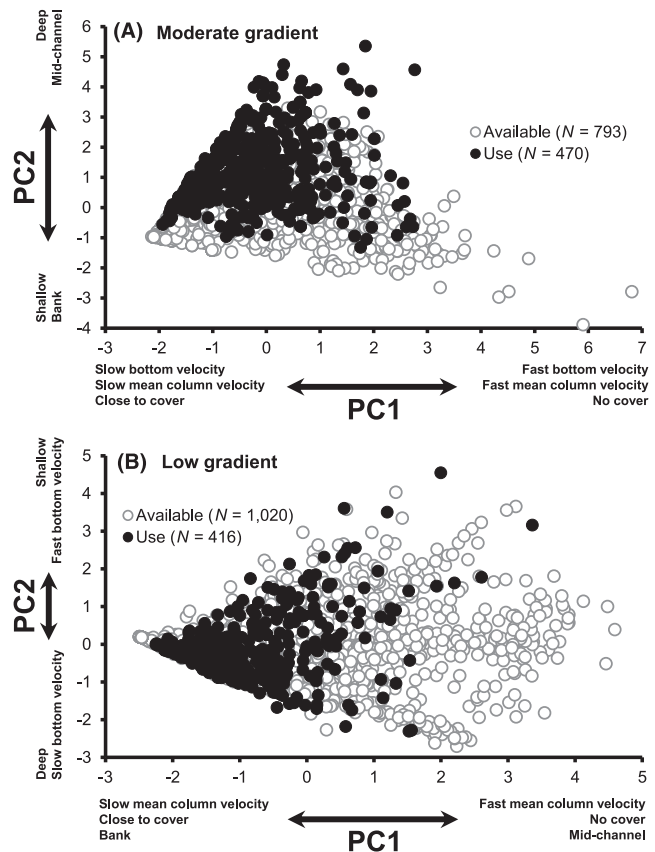 (A) Moderate gradient
Deep
Mid-channel
PC2
Shallow
Bank
6
5
4
3
2
1
0
-1
-2
-3
-4
Available (N = 793)
Use (N = 470)
-3 -2 -1 0 1 2 3 4 5 6 7
Slow bottom velocity
Slow mean column velocity
Close to cover
PC1
Fast bottom velocity
Fast mean column velocity
No cover
(B) Low gradient
Shallow
Fast bottom velocity
PC2
Deep
Slow bottom velocity
5
4
3
2
1
0
-1
-2
-3
Available (N = 1,020)
Use (N = 416)
-3 -2 -1 0 1 2 3 4 5
Slow mean column velocity
Close to cover
Bank
PC1
Fast mean column velocity
No cover
Mid-channel